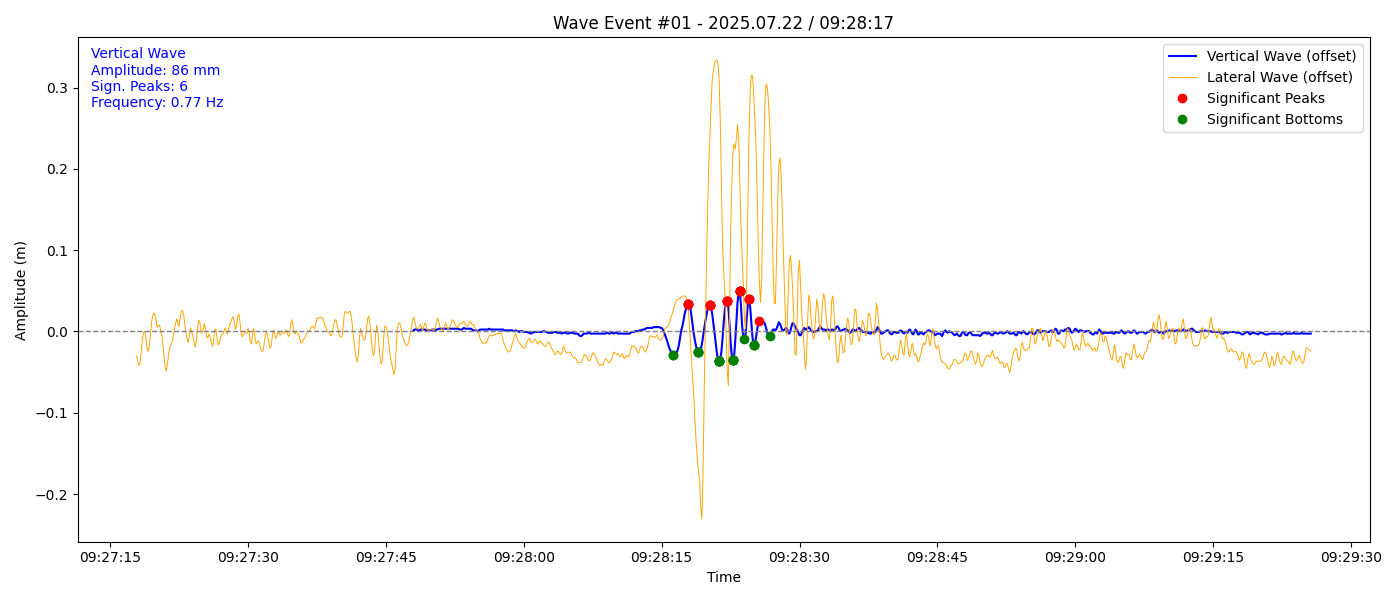 Wave Event #01 - 2025.07.22 / 09:28:17
Vertical Wave
Amplitude: 86 mm
Sign. Peaks: 6
Frequency: 0.77 Hz
Vertical Wave (offset)
Lateral Wave (offset)
Significant Peaks
Significant Bottoms
Amplitude (m)
0.3
0.2
0.1
0.0
−0.1
−0.2
09:27:15 09:27:30 09:27:45 09:28:00 09:28:15 09:28:30 09:28:45 09:29:00 09:29:15 09:29:30
Time